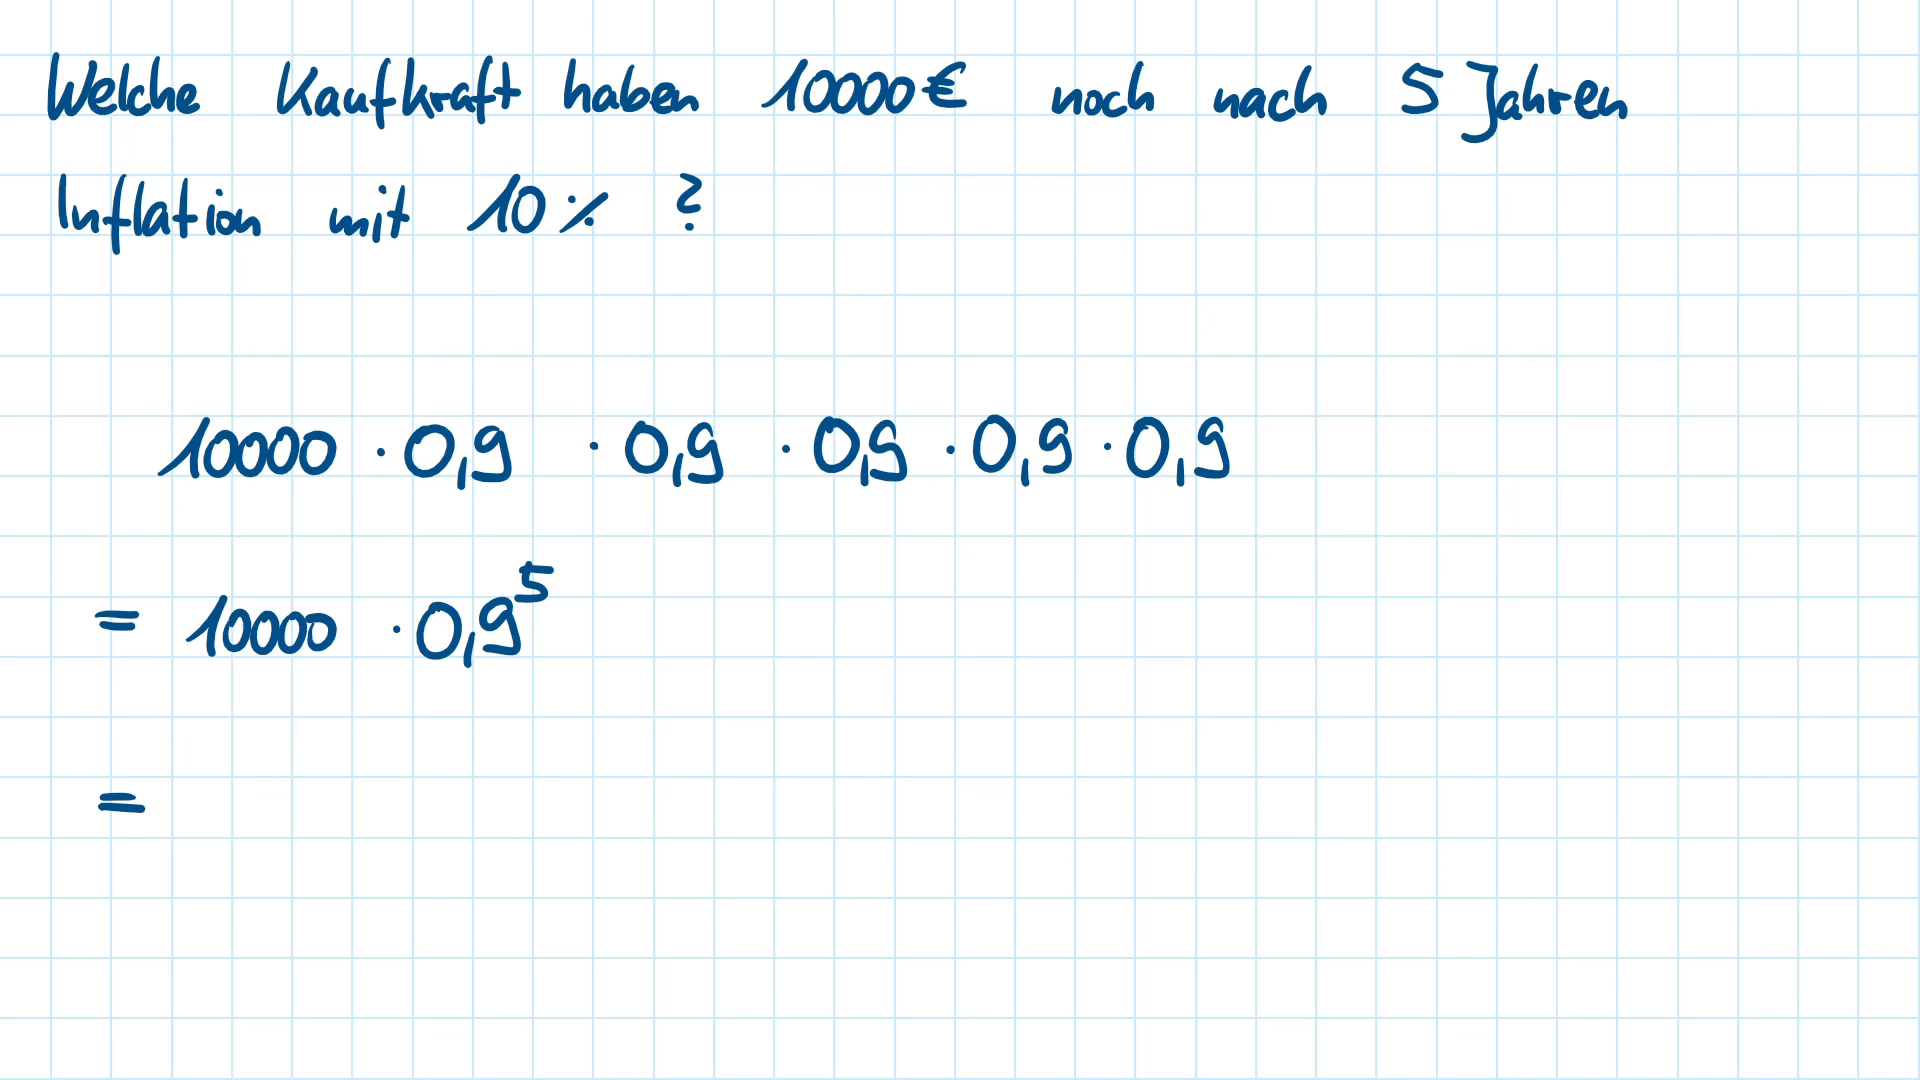 Welche Kaufkraft haben 10000€ noch nach 5 Jahren
Inflation mit 10% ?
10000 · 0,9 · 0,9 · 0,9 · 0,9 · 0,9
= 10000 · 0,9⁵
=